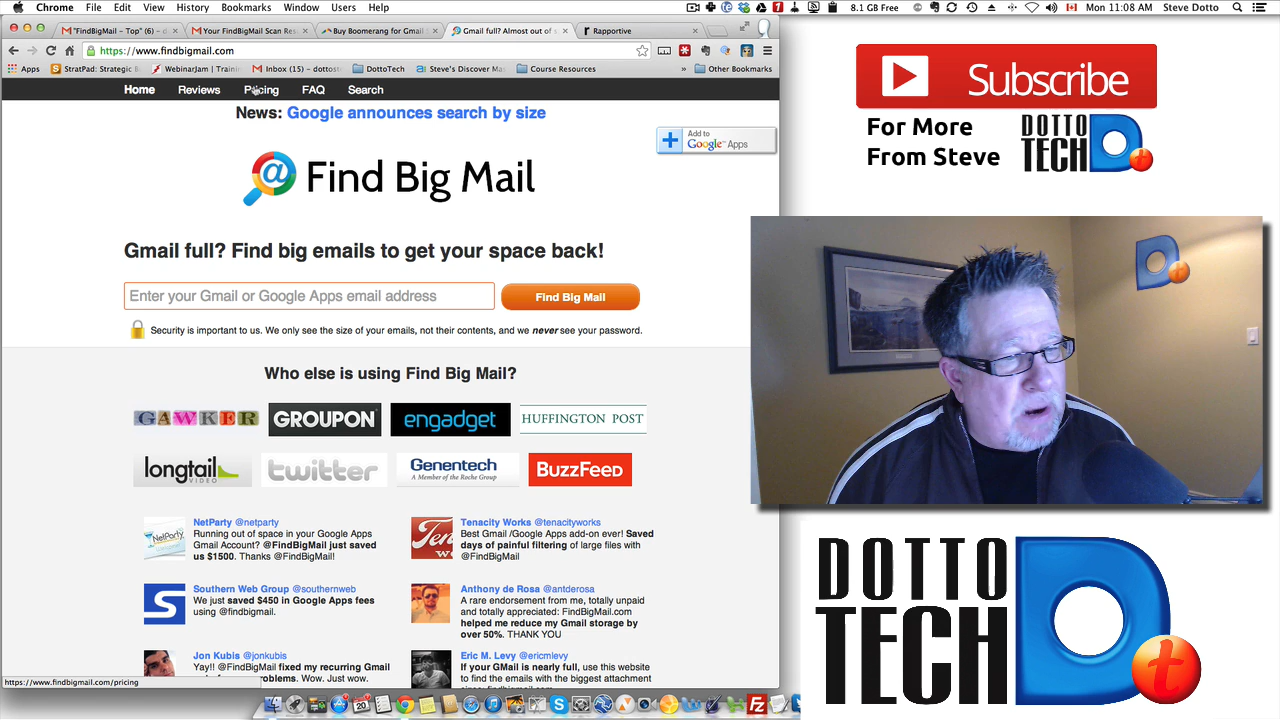 Chrome File Edit View History Bookmarks Window Users Help 8.1 GB Free Mon 11:08 AM Steve Dotto
"FindBigMail – Top" (6) – d Your FindBigMail Scan Res Buy Boomerang for Gmail Gmail full? Almost out of s Rapportive
https://www.findbigmail.com
Apps StratPad: Strategic B WebinarJam | Train Inbox (15) – dottos DottoTech Steve's Discover Mas Course Resources » Other Bookmarks
Home Reviews Pricing FAQ Search
News: Google announces search by size
Add to
Google Apps
@ Find Big Mail
Gmail full? Find big emails to get your space back!
Enter your Gmail or Google Apps email address Find Big Mail
Security is important to us. We only see the size of your emails, not their contents, and we never see your password.
Who else is using Find Big Mail?
GAWKER GROUPON engadget HUFFINGTON POST
longtail VIDEO twitter Genentech A Member of the Roche Group BuzzFeed
NetParty @netparty
Running out of space in your Google Apps
Gmail Account? @FindBigMail just saved
us $1500. Thanks @FindBigMail!
Tenacity Works @tenacityworks
Best Gmail /Google Apps add-on ever! Saved
days of painful filtering of large files with
@FindBigMail
Southern Web Group @southernweb
We just saved $450 in Google Apps fees
using @findbigmail.
Anthony de Rosa @antderosa
A rare endorsement from me, totally unpaid
and totally appreciated: FindBigMail.com
helped me reduce my Gmail storage by
over 50%. THANK YOU
Jon Kubis @jonkubis
Yay!! @FindBigMail fixed my recurring Gmail
Wow. Just wow.
Eric M. Levy @ericmlevy
If your GMail is nearly full, use this website
to find the emails with the biggest attachment
https://www.findbigmail.com/pricing
Subscribe
For More
From Steve
DOTTO
TECH
DOTTO
TECH